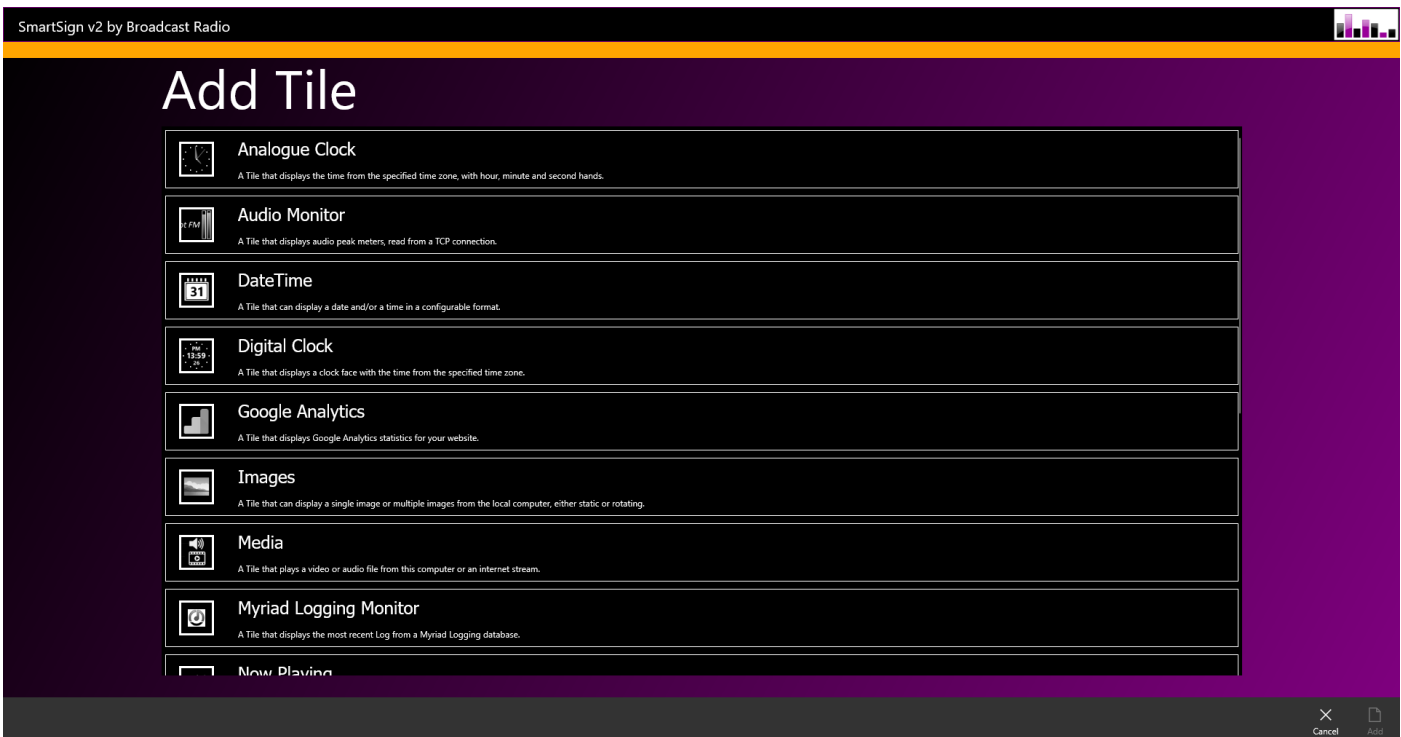 SmartSign v2 by Broadcast Radio
Add Tile
Analogue Clock
A Tile that displays the time from the specified time zone, with hour, minute and second hands.
Audio Monitor
A Tile that displays audio peak meters, read from a TCP connection.
DateTime
A Tile that can display a date and/or a time in a configurable format.
Digital Clock
A Tile that displays a clock face with the time from the specified time zone.
Google Analytics
A Tile that displays Google Analytics statistics for your website.
Images
A Tile that can display a single image or multiple images from the local computer, either static or rotating.
Media
A Tile that plays a video or audio file from this computer or an internet stream.
Myriad Logging Monitor
A Tile that displays the most recent Log from a Myriad Logging database.
Now Playing
Cancel
Add
FM
31
PM
13:59
26